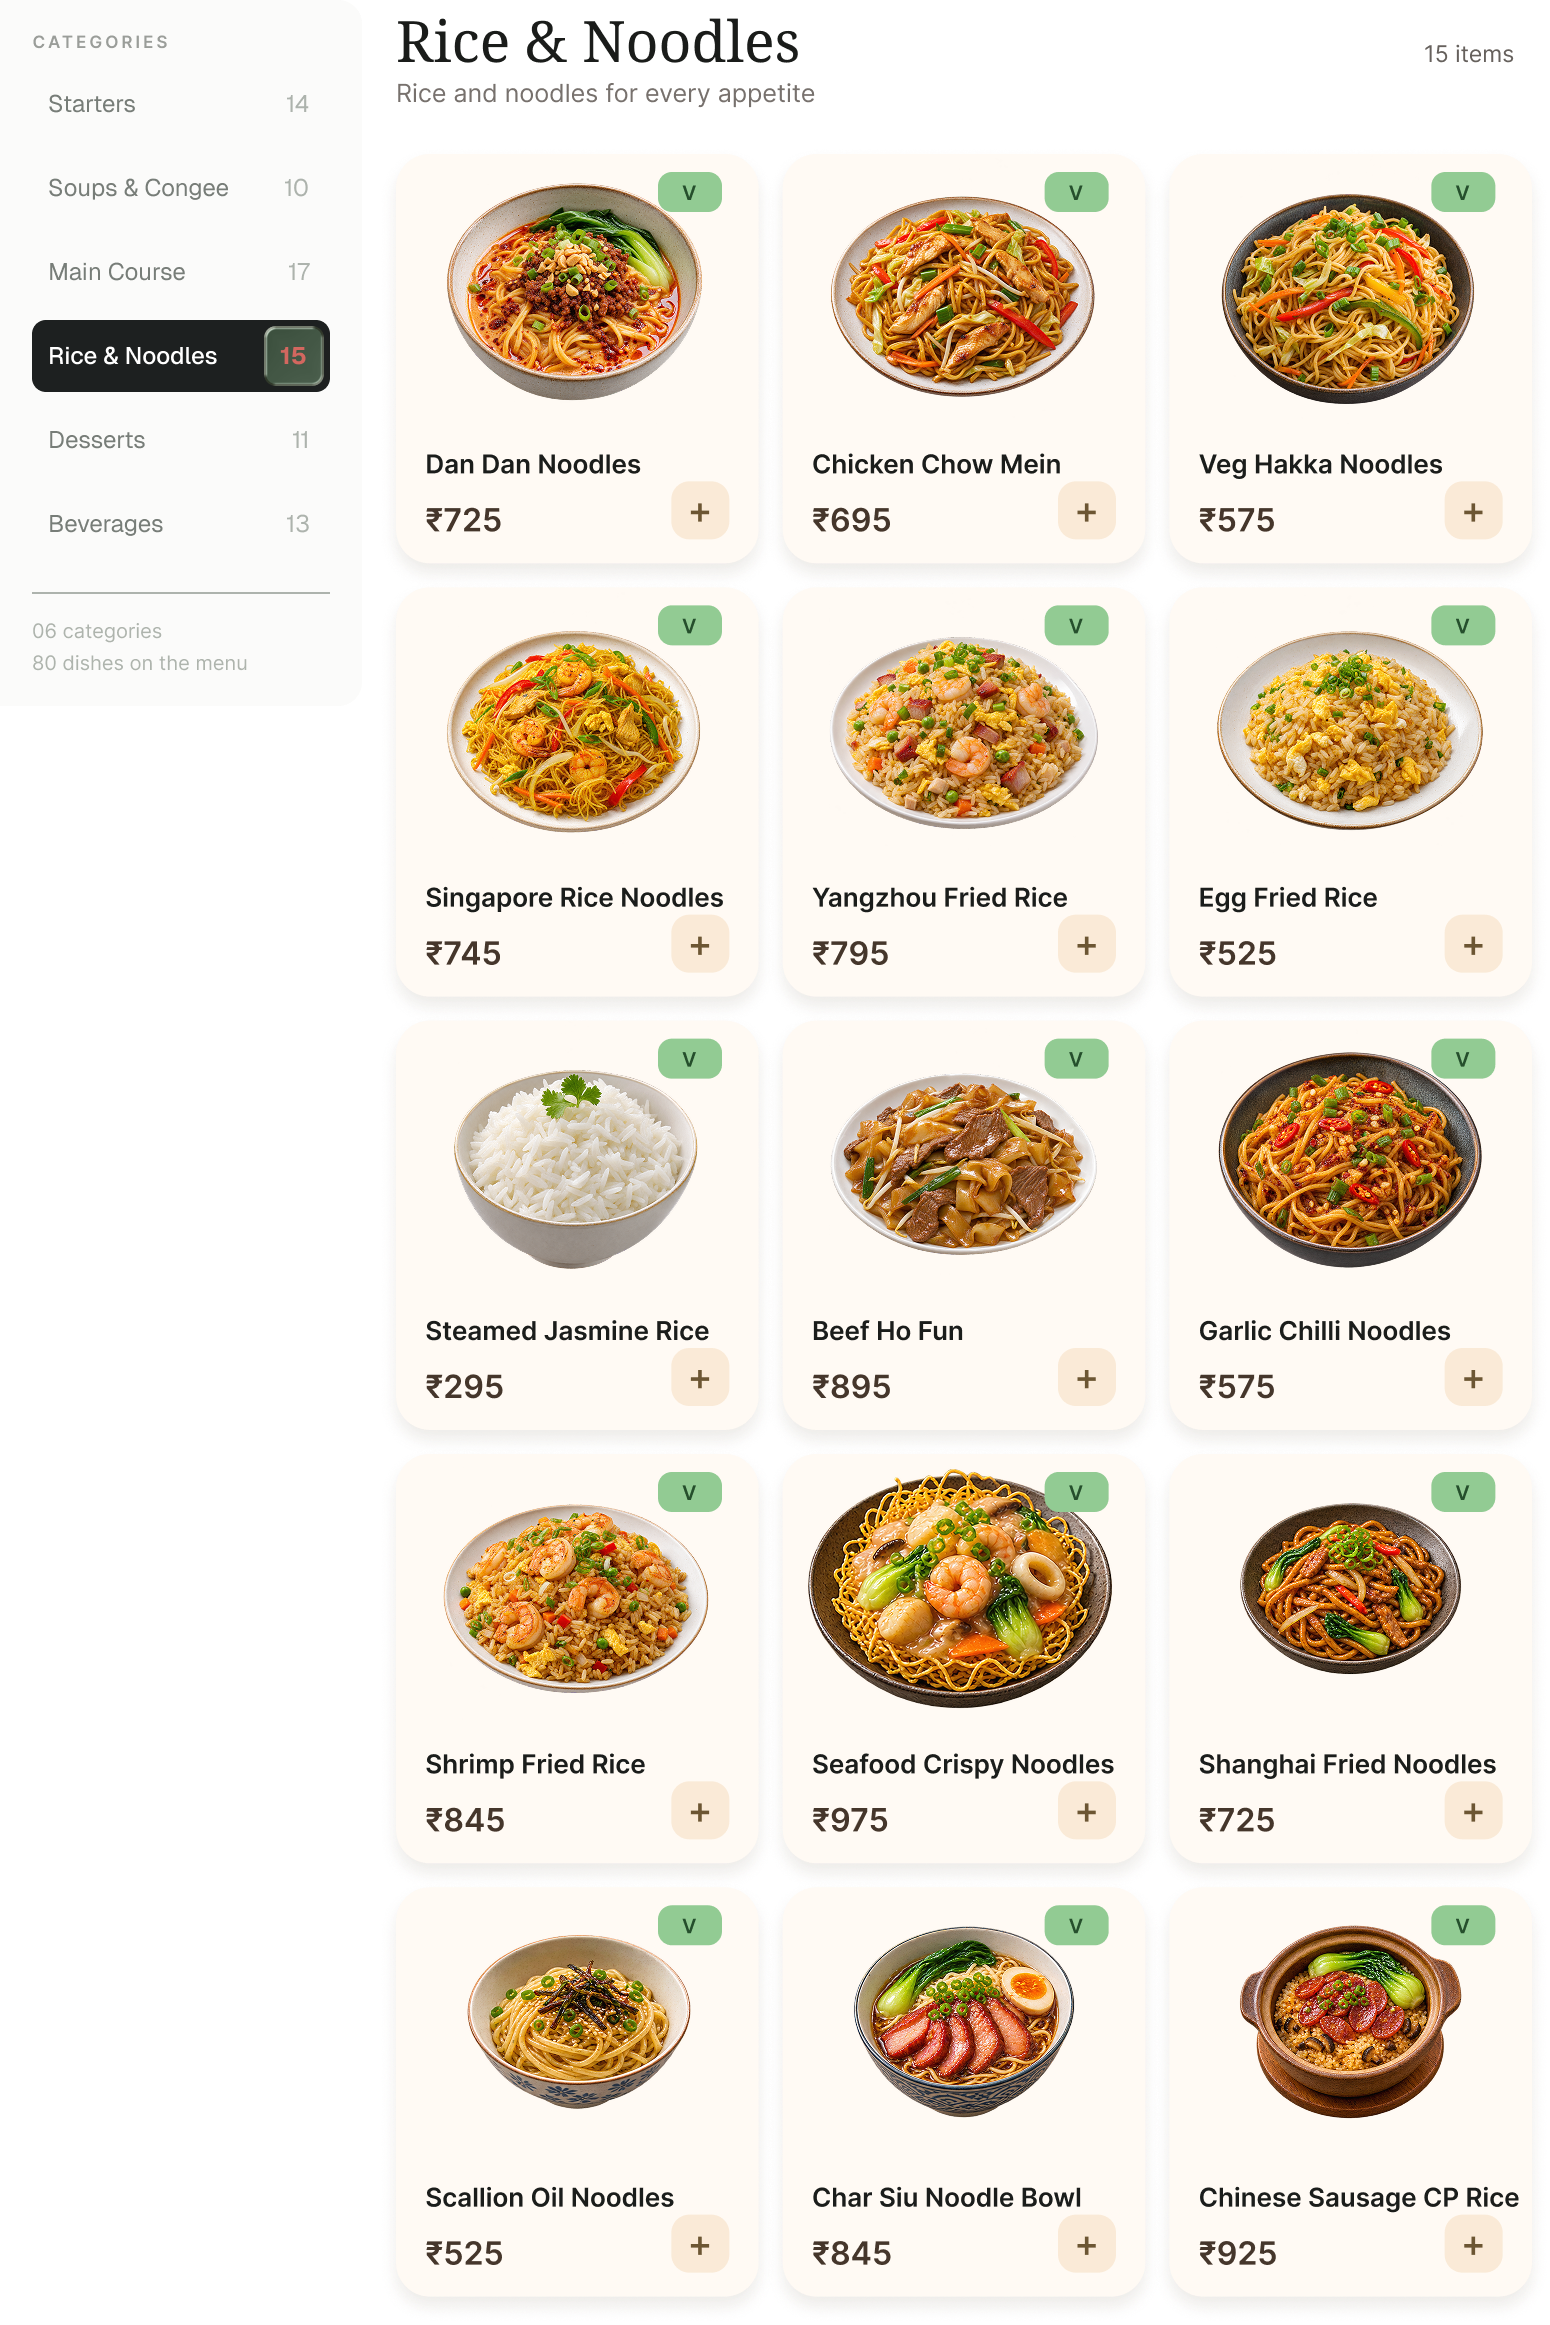 CATEGORIES
Starters 14
Soups & Congee 10
Main Course 17
Rice & Noodles 15
Desserts 11
Beverages 13
06 categories
80 dishes on the menu
Rice & Noodles
15 items
Rice and noodles for every appetite
V
Dan Dan Noodles
₹725 +
V
Chicken Chow Mein
₹695 +
V
Veg Hakka Noodles
₹575 +
V
Singapore Rice Noodles
₹745 +
V
Yangzhou Fried Rice
₹795 +
V
Egg Fried Rice
₹525 +
V
Steamed Jasmine Rice
₹295 +
V
Beef Ho Fun
₹895 +
V
Garlic Chilli Noodles
₹575 +
V
Shrimp Fried Rice
₹845 +
V
Seafood Crispy Noodles
₹975 +
V
Shanghai Fried Noodles
₹725 +
V
Scallion Oil Noodles
₹525 +
V
Char Siu Noodle Bowl
₹845 +
V
Chinese Sausage CP Rice
₹925 +